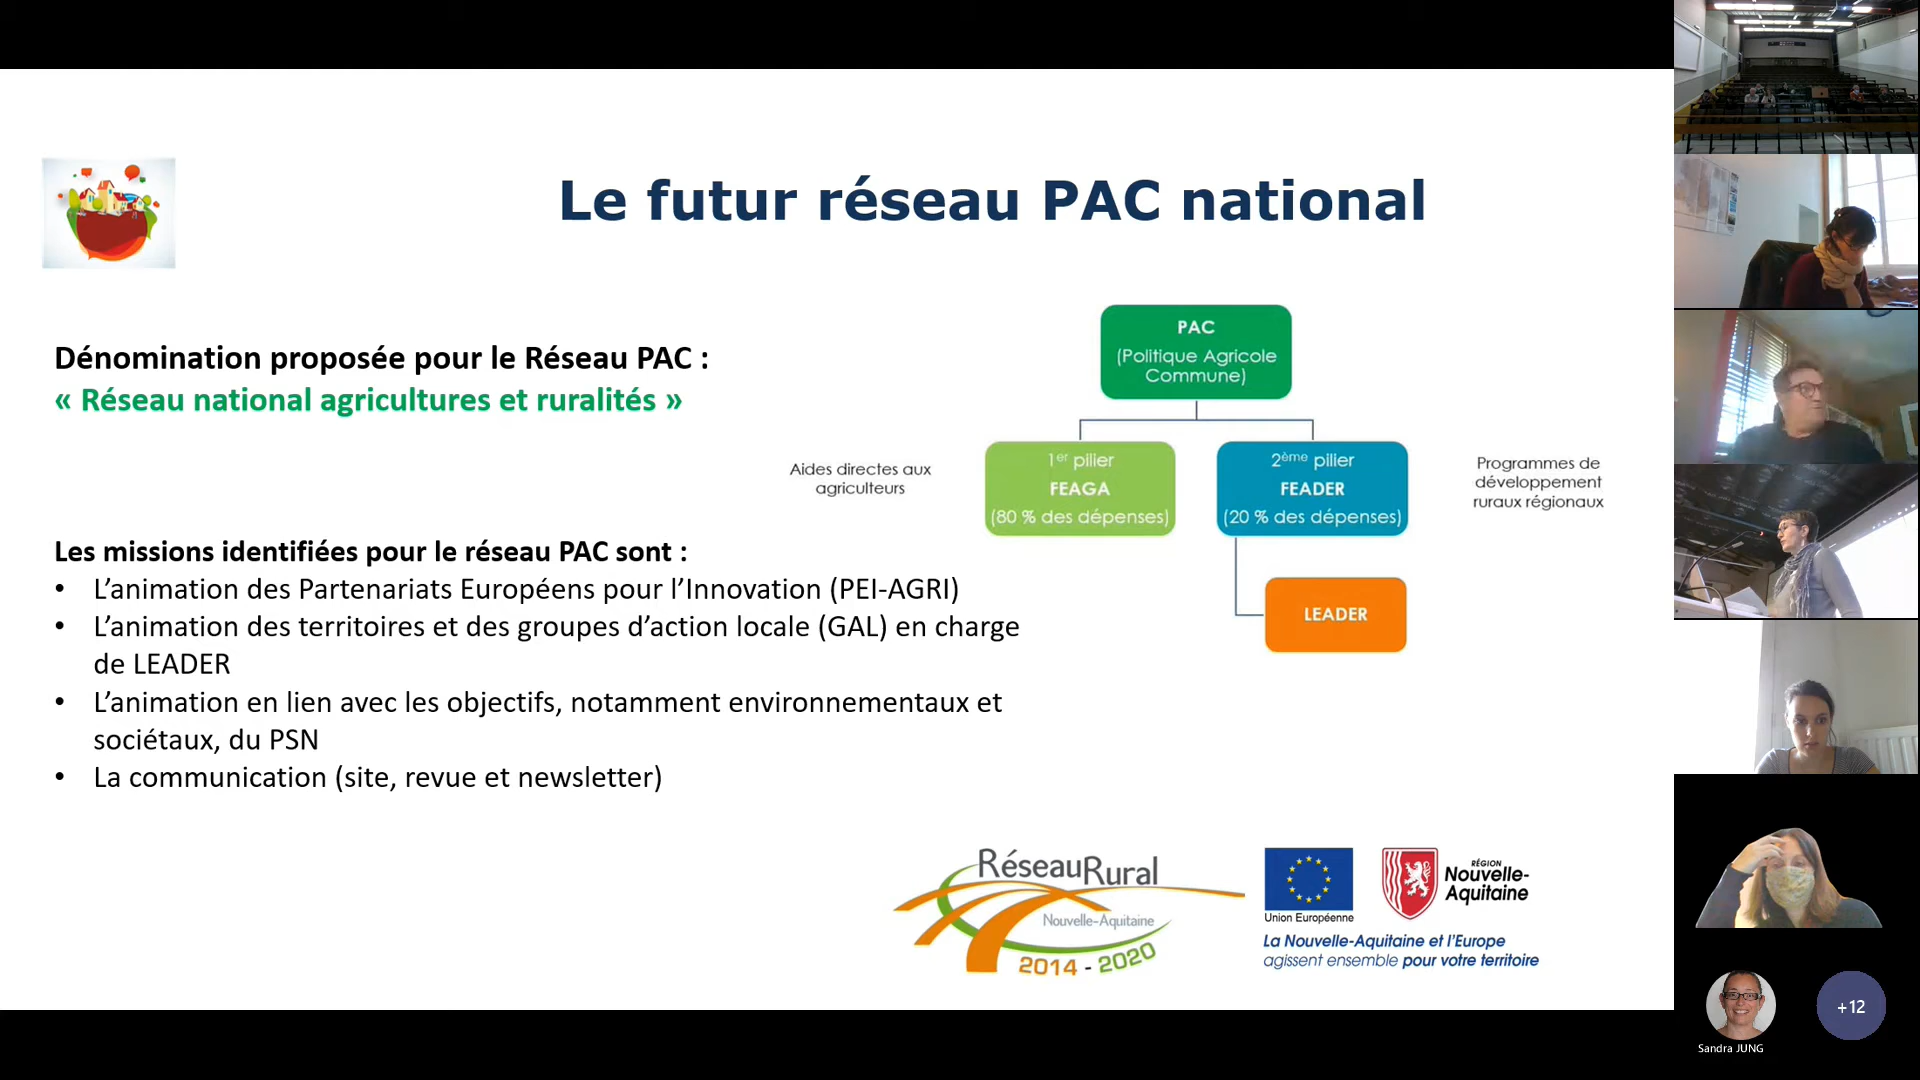 Le futur réseau PAC national
Dénomination proposée pour le Réseau PAC :
« Réseau national agricultures et ruralités »
PAC
(Politique Agricole
Commune)
Aides directes aux
agriculteurs
1er pilier
FEAGA
(80 % des dépenses)
2ème pilier
FEADER
(20 % des dépenses)
Programmes de
développement
ruraux régionaux
LEADER
Les missions identifiées pour le réseau PAC sont :
• L’animation des Partenariats Européens pour l’Innovation (PEI-AGRI)
• L’animation des territoires et des groupes d’action locale (GAL) en charge
de LEADER
• L’animation en lien avec les objectifs, notamment environnementaux et
sociétaux, du PSN
• La communication (site, revue et newsletter)
RéseauRural
Nouvelle-Aquitaine
2014 - 2020
Union Européenne
RÉGION
Nouvelle-
Aquitaine
La Nouvelle-Aquitaine et l’Europe
agissent ensemble pour votre territoire
+12
Sandra JUNG